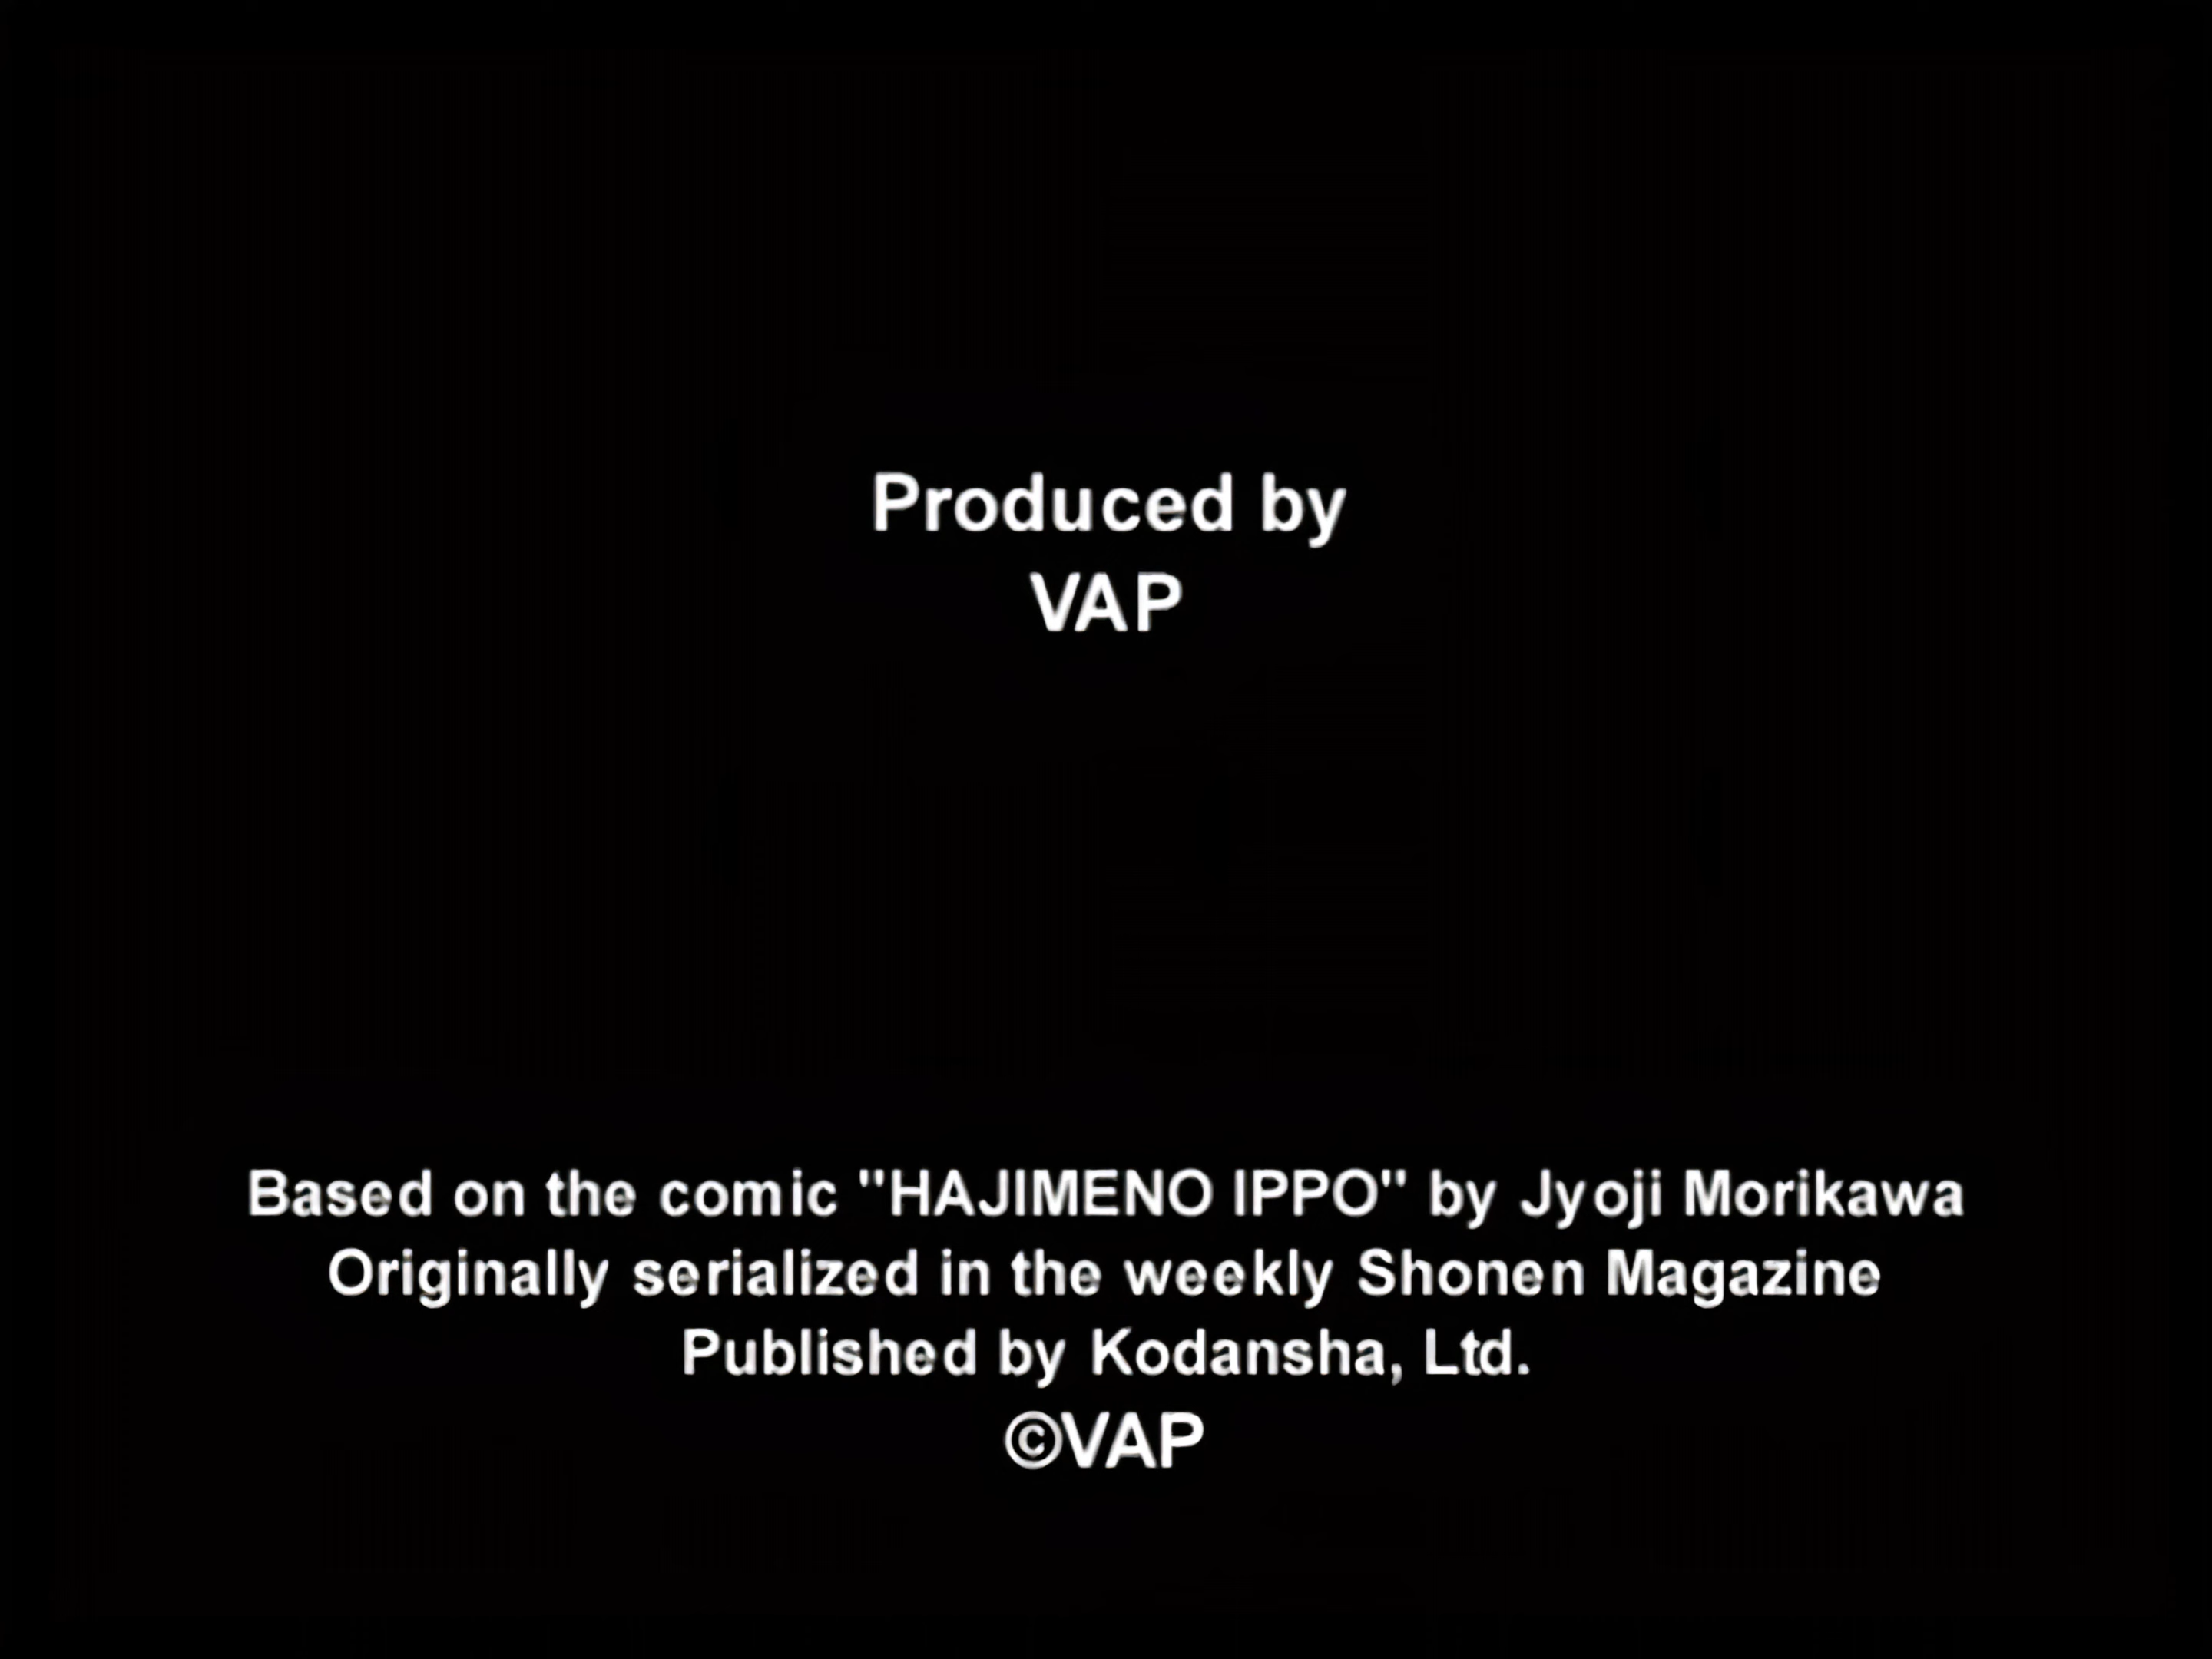 Produced by
VAP
Based on the comic "HAJIMENO IPPO" by Jyoji Morikawa
Originally serialized in the weekly Shonen Magazine
Published by Kodansha, Ltd.
©VAP